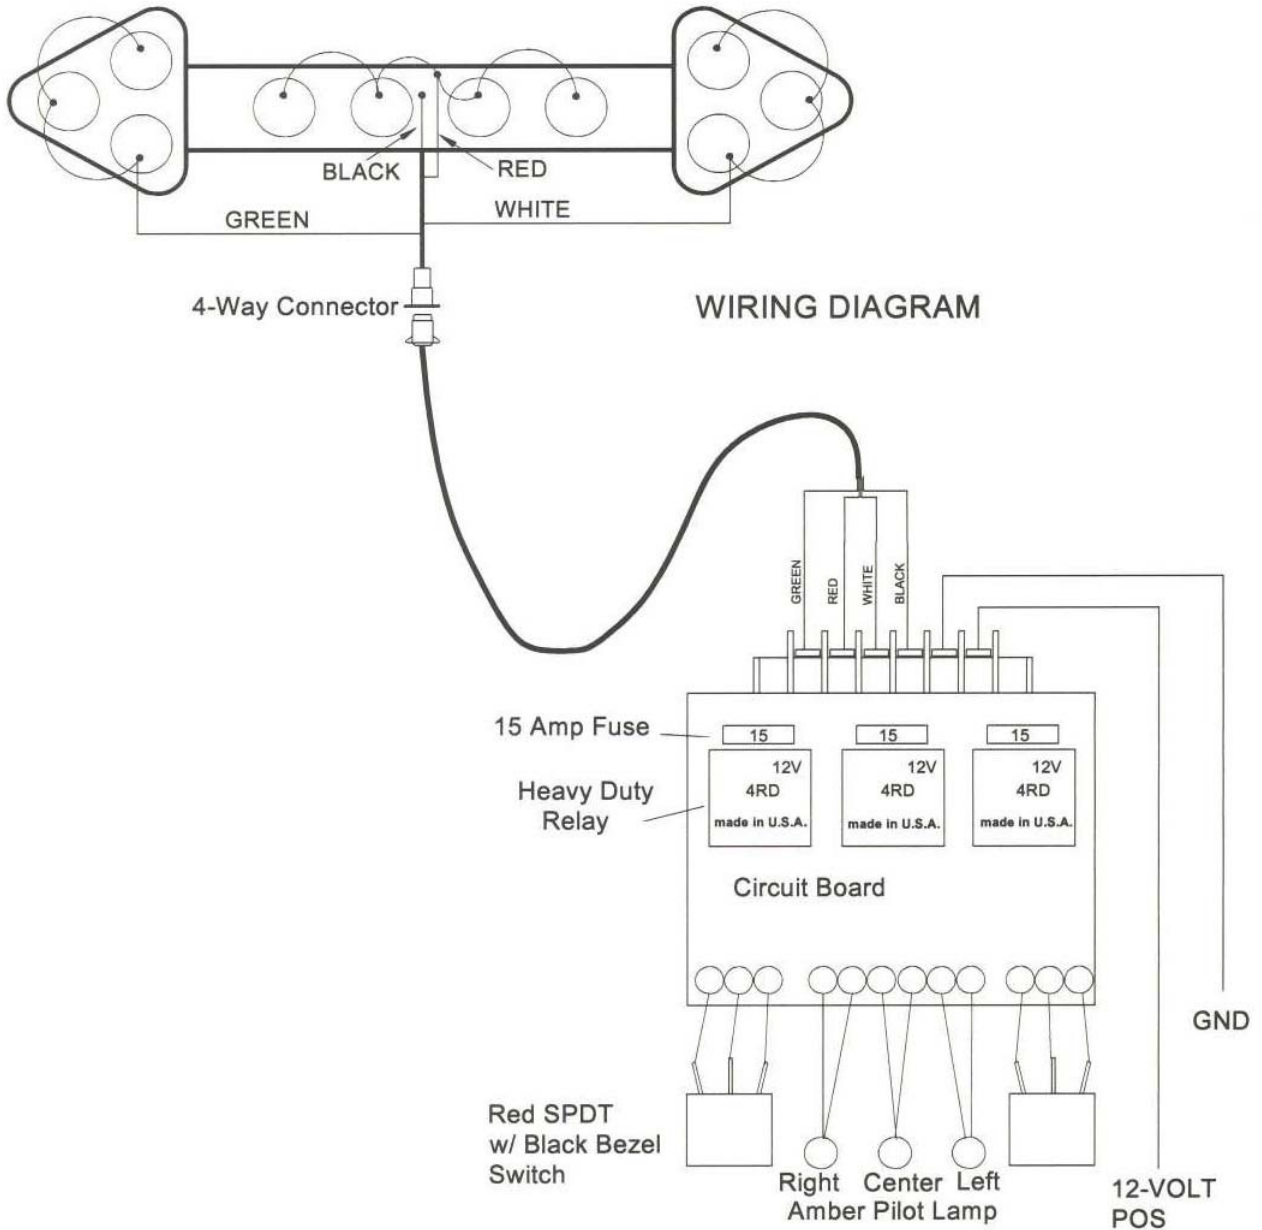 BLACK
RED
GREEN
WHITE
4-Way Connector
WIRING DIAGRAM
GREEN
RED
WHITE
BLACK
15 Amp Fuse
15
15
15
Heavy Duty
Relay
12V
4RD
made in U.S.A.
12V
4RD
made in U.S.A.
12V
4RD
made in U.S.A.
Circuit Board
GND
Red SPDT
w/ Black Bezel
Switch
Right Center Left
Amber Pilot Lamp
12-VOLT
POS